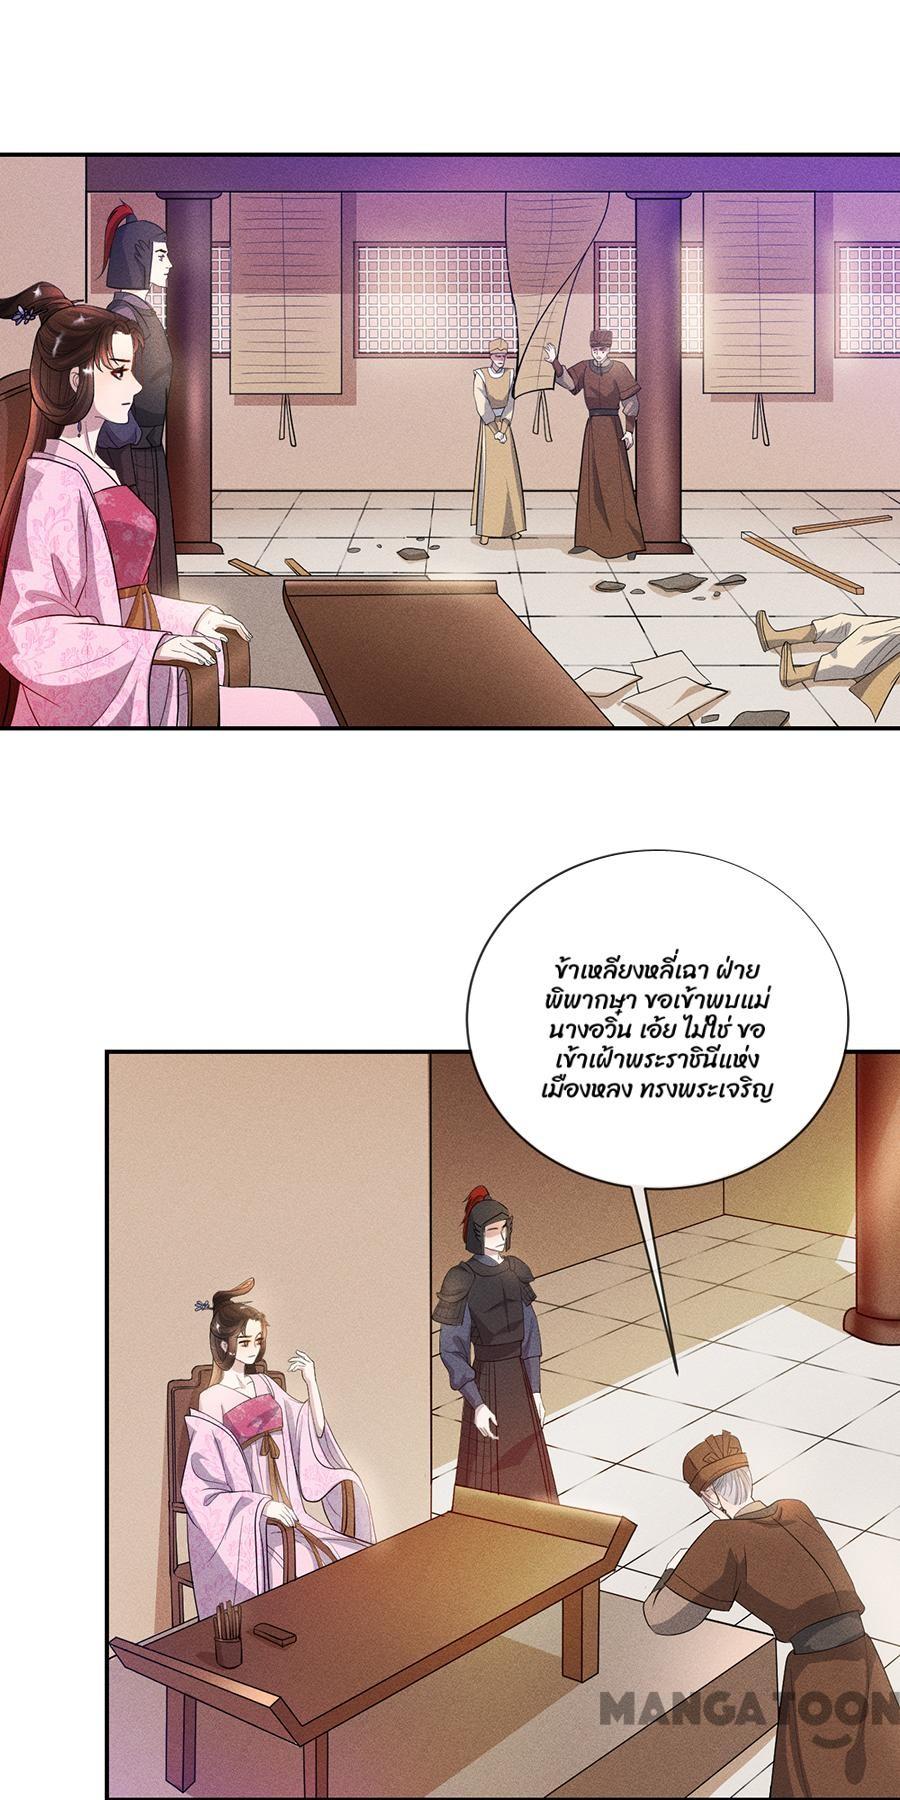 ข้าเหลียงหลี่เฉา ฝ่าย
พิพากษา ขอเข้าพบแม่
นางอวิ๋น เอ้ย ไม่ใช่ ขอ
เข้าเฝ้าพระราชินีแห่ง
เมืองหลง ทรงพระเจริญ
MANGATOON